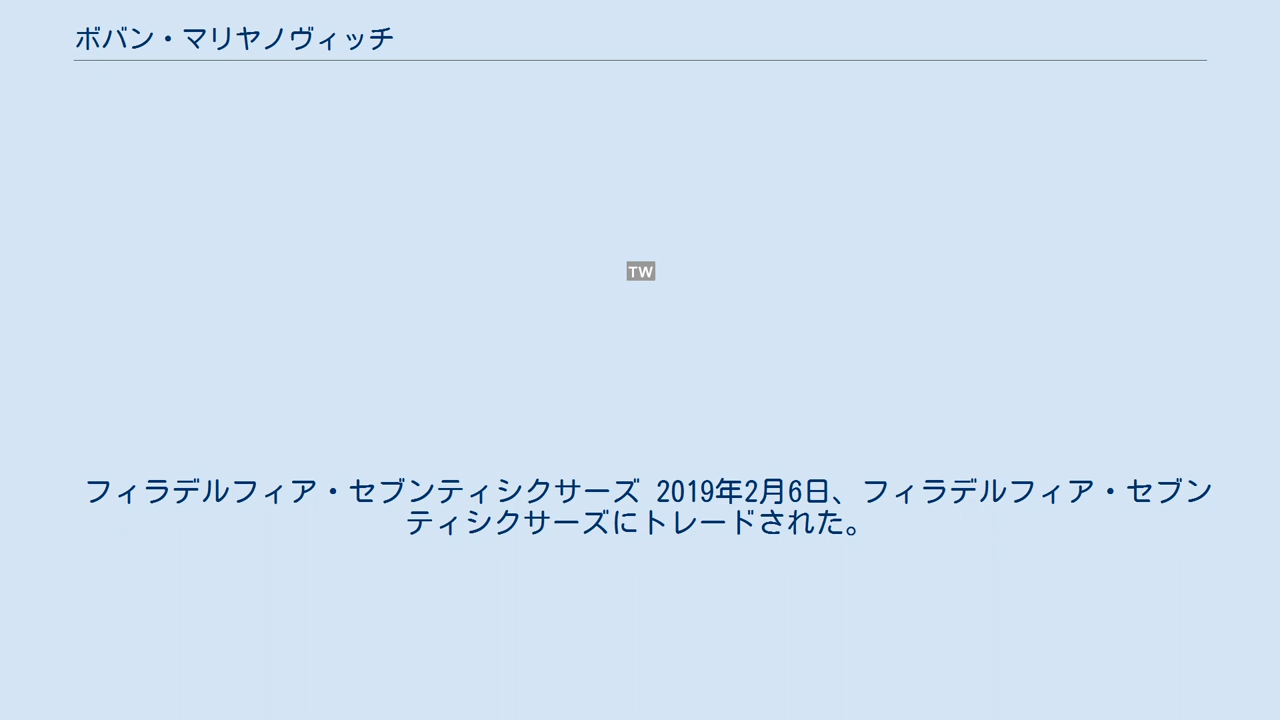 ボバン・マリヤノヴィッチ
TW
フィラデルフィア・セブンティシクサーズ 2019年2月6日、フィラデルフィア・セブン
ティシクサーズにトレードされた。